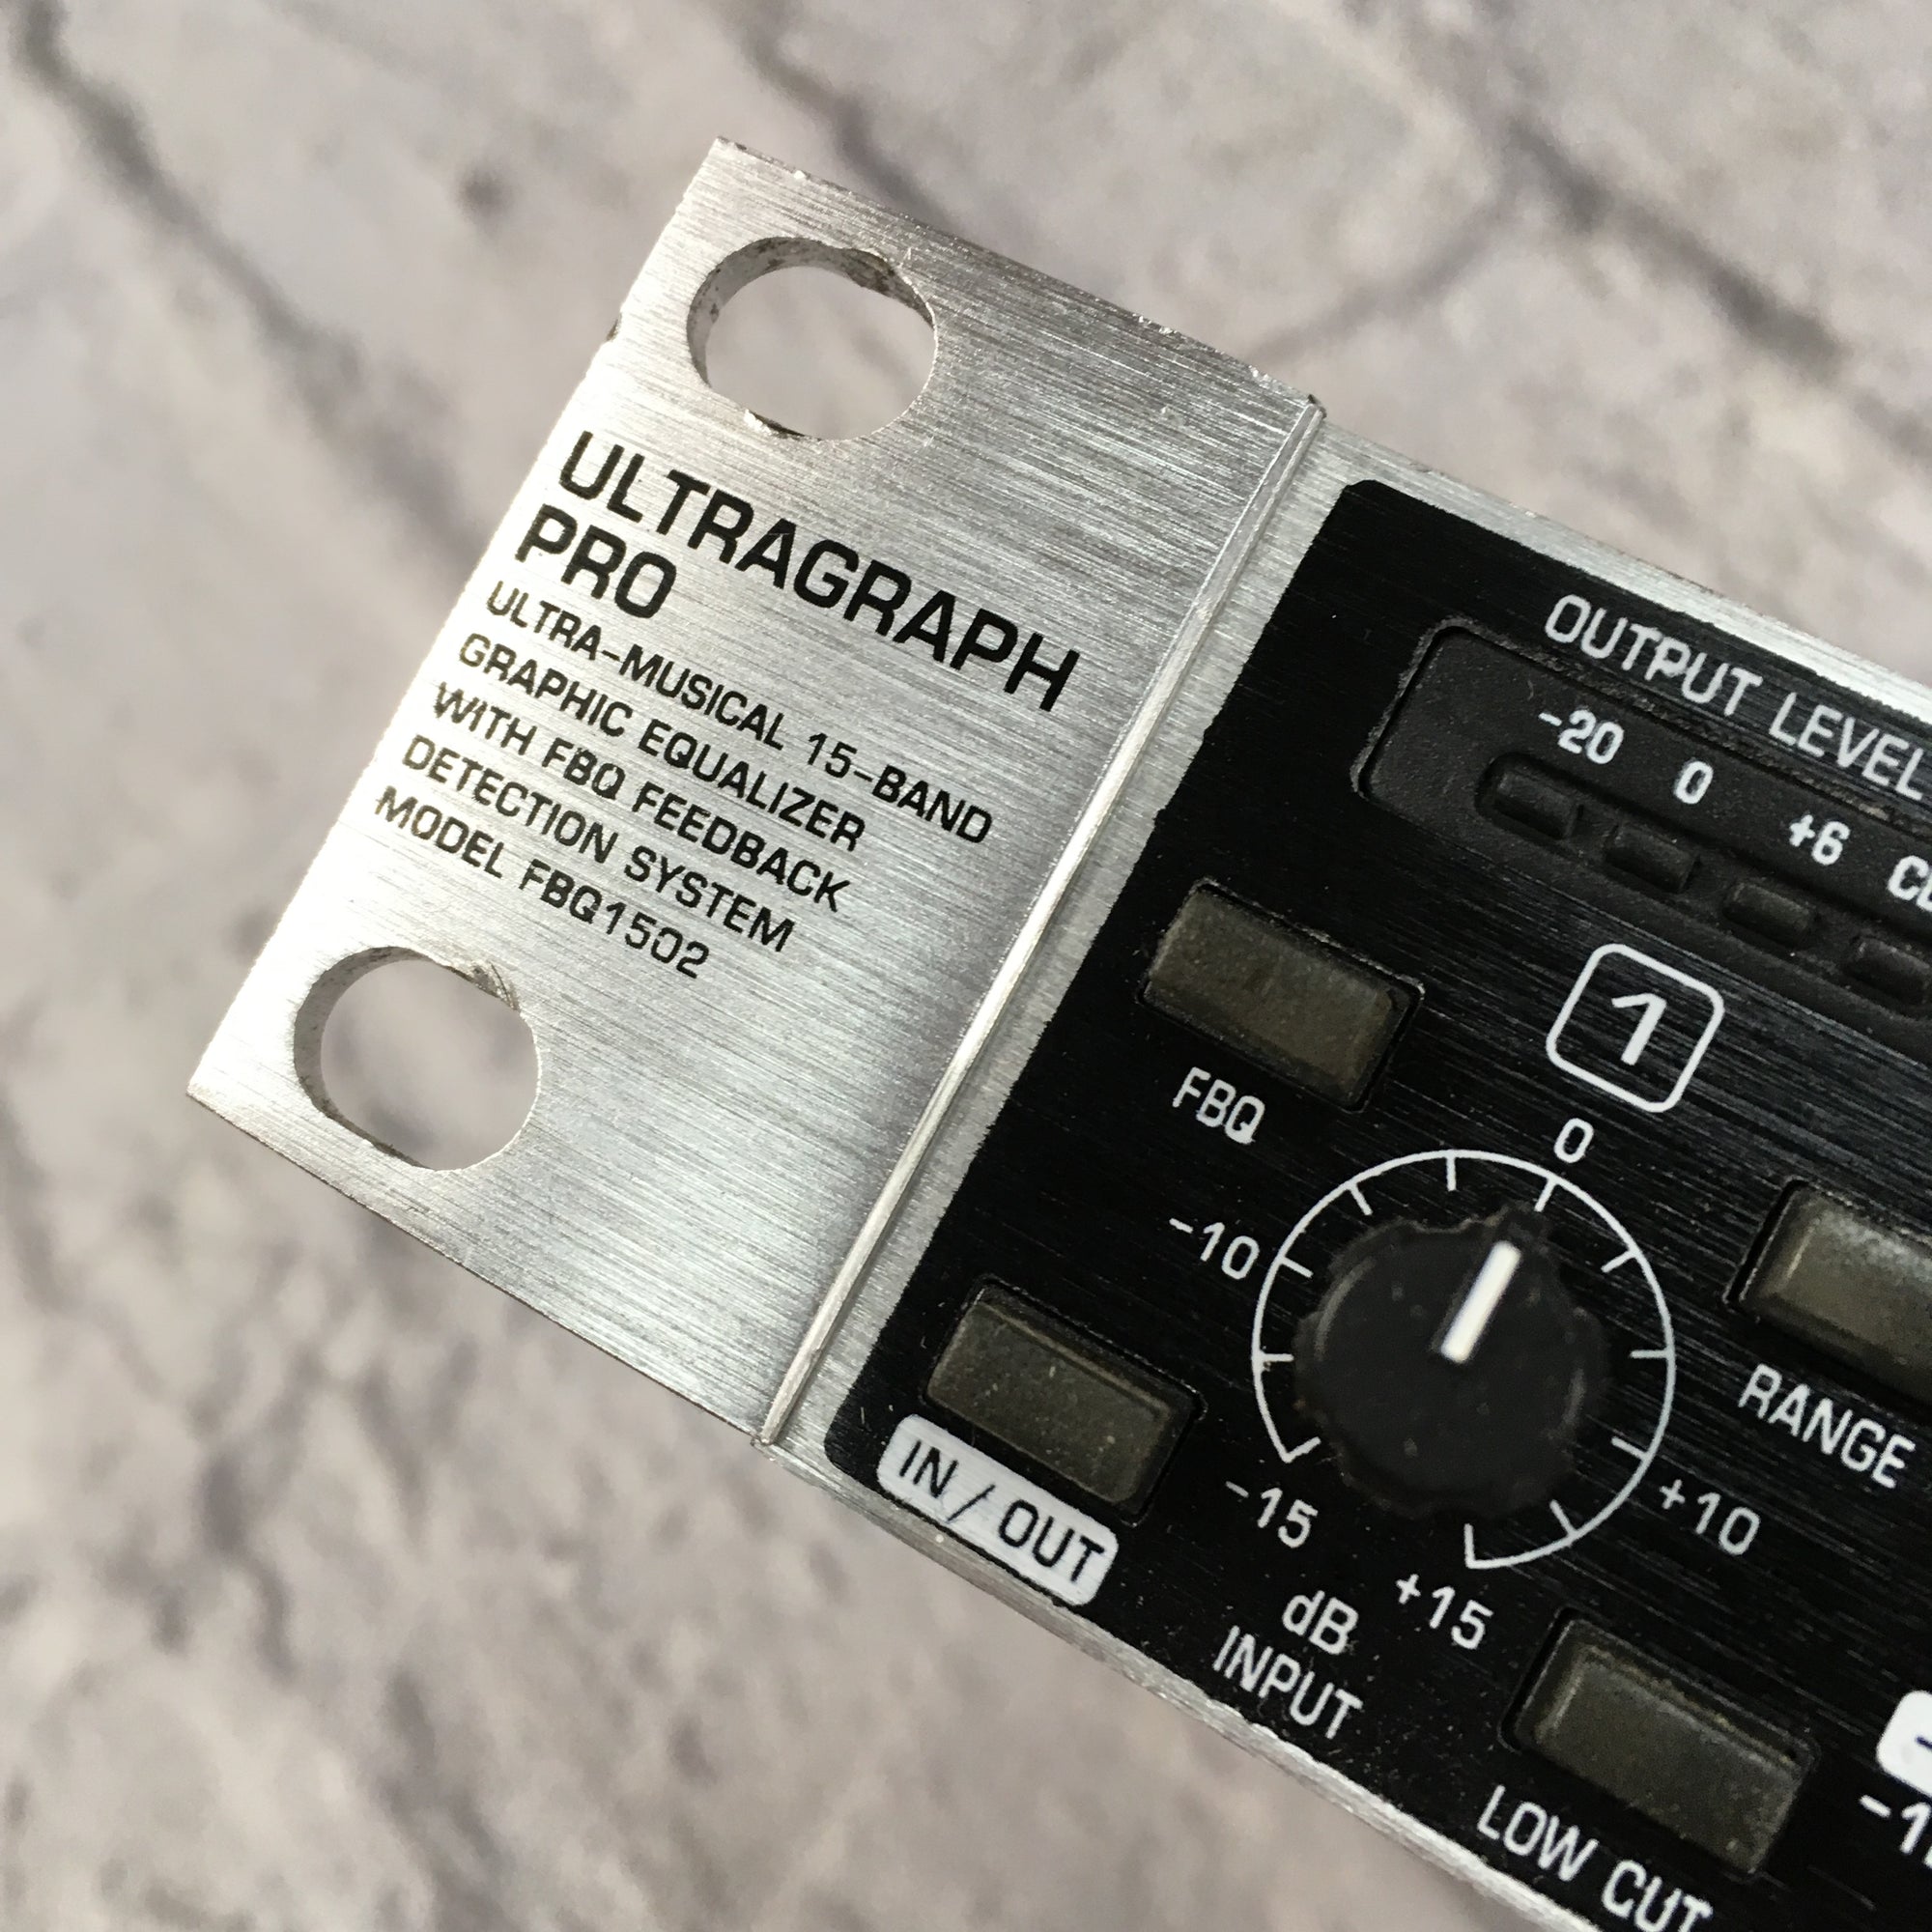 ULTRAGRAPH
PRO
ULTRA-MUSICAL 15-BAND
GRAPHIC EQUALIZER
WITH FBQ FEEDBACK
DETECTION SYSTEM
MODEL FBQ1502
OUTPUT LEVEL
-20 0 +6
1
FBQ
0
-10
RANGE
IN / OUT
-15
+10
+15
dB
INPUT
LOW CUT